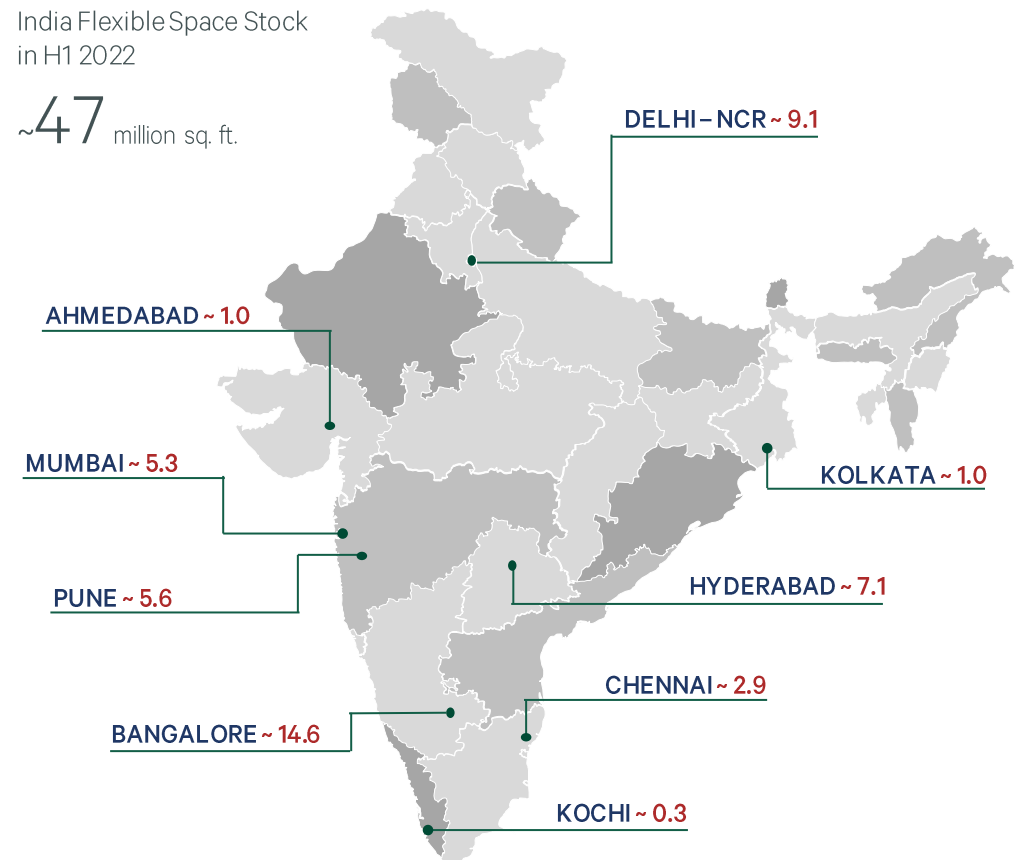 India Flexible Space Stock
in H1 2022
~47 million sq. ft.
DELHI–NCR ~ 9.1
AHMEDABAD ~ 1.0
MUMBAI ~ 5.3
KOLKATA ~ 1.0
PUNE ~ 5.6
HYDERABAD ~ 7.1
CHENNAI ~ 2.9
BANGALORE ~ 14.6
KOCHI ~ 0.3